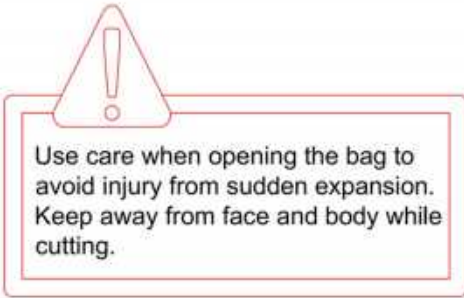 Use care when opening the bag to
avoid injury from sudden expansion.
Keep away from face and body while
cutting.